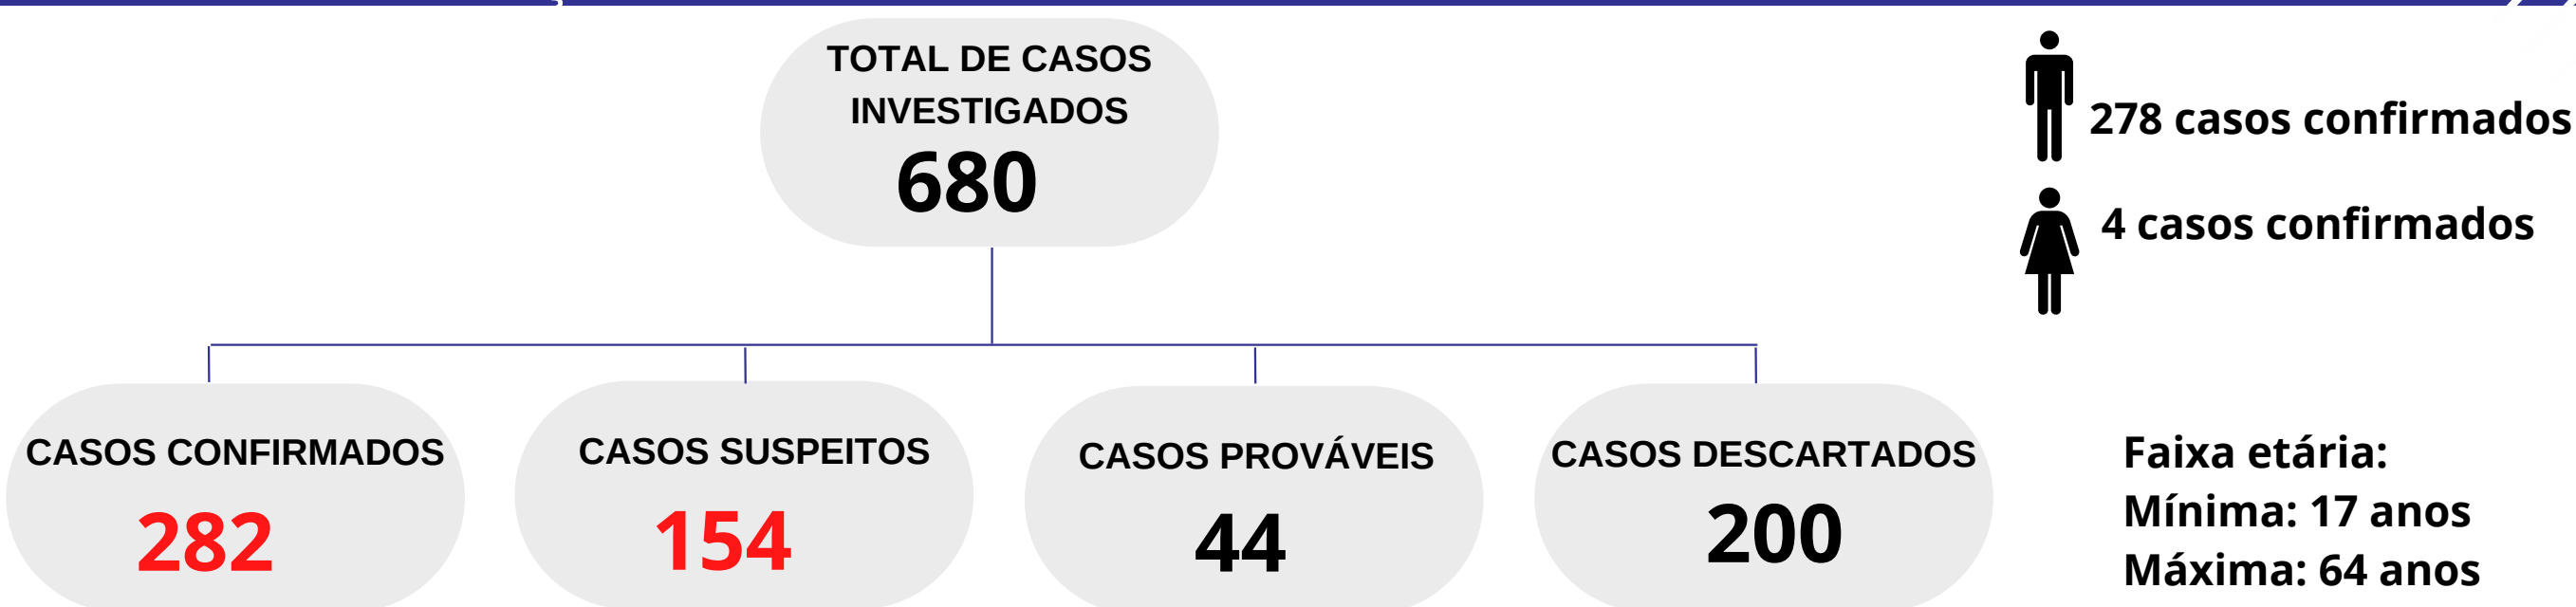 TOTAL DE CASOS
INVESTIGADOS
680
278 casos confirmados
4 casos confirmados
CASOS CONFIRMADOS
282
CASOS SUSPEITOS
154
CASOS PROVÁVEIS
44
CASOS DESCARTADOS
200
Faixa etária:
Mínima: 17 anos
Máxima: 64 anos